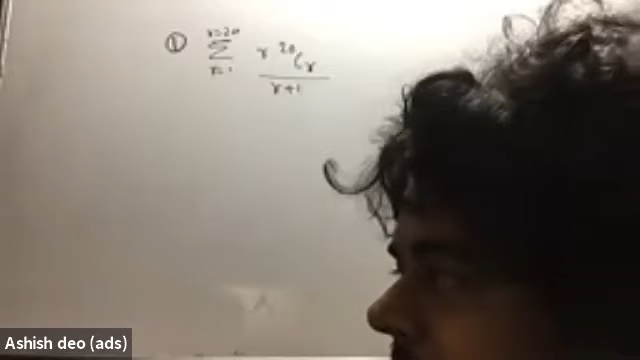 ① r=20
Σ r ²⁰Cᵣ
r=1 r+1
Ashish deo (ads)